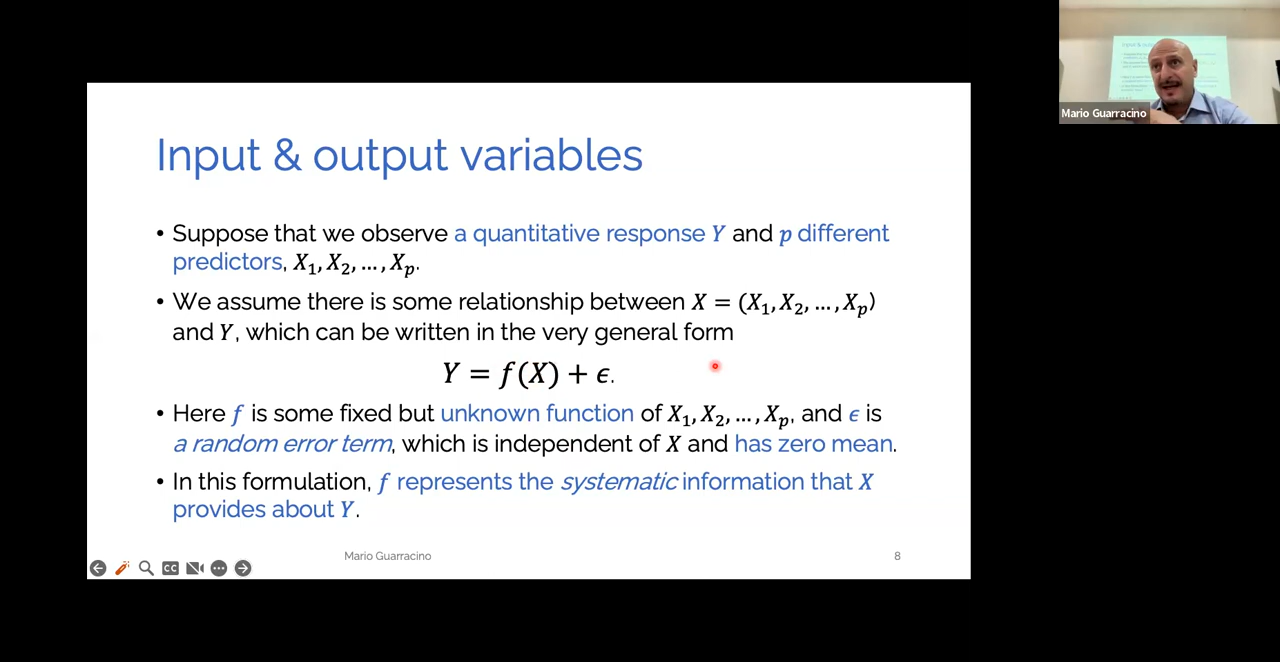 Input & output variables
• Suppose that we observe a quantitative response Y and p different
predictors, X₁, X₂, ..., Xₚ.
• We assume there is some relationship between X = (X₁, X₂, ..., Xₚ)
and Y, which can be written in the very general form
Y = f(X) + ϵ.
• Here f is some fixed but unknown function of X₁, X₂, ..., Xₚ, and ϵ is
a random error term, which is independent of X and has zero mean.
• In this formulation, f represents the systematic information that X
provides about Y.
Mario Guarracino
8
CC
Mario Guarracino